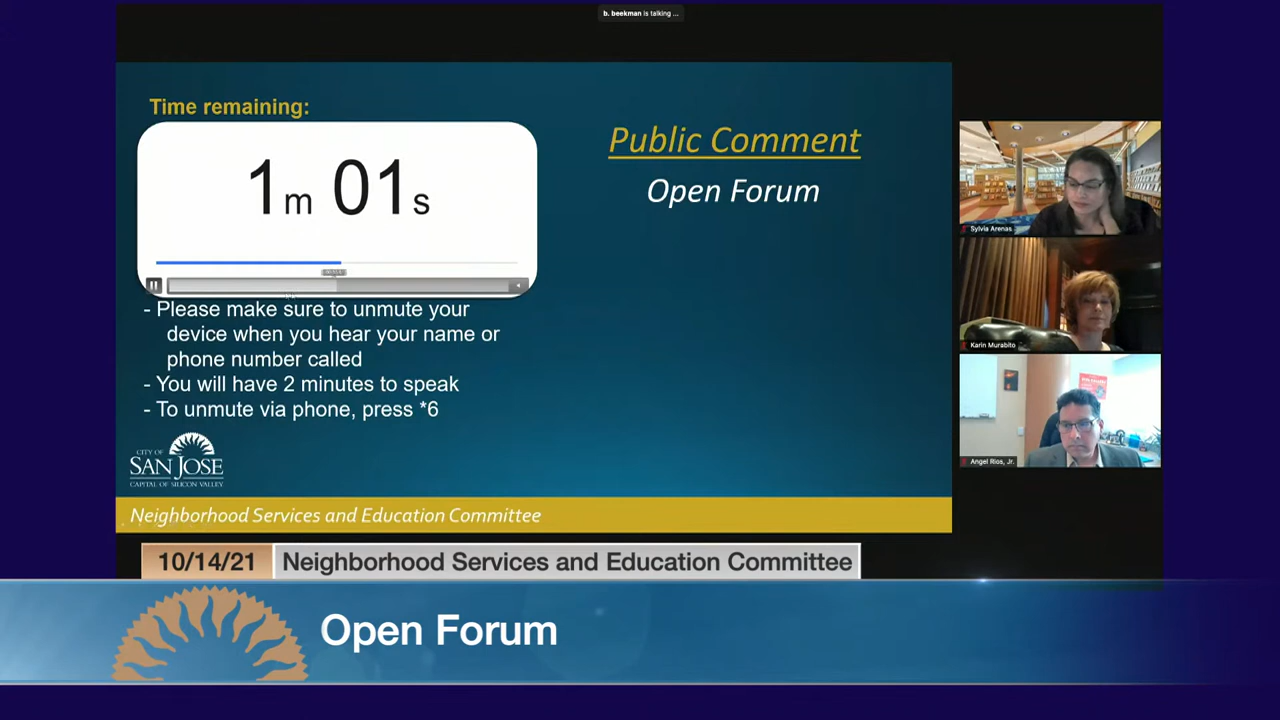 b. beekman is talking ...
Time remaining:
1 m 01 s
Public Comment
Open Forum
- Please make sure to unmute your
device when you hear your name or
phone number called
- You will have 2 minutes to speak
- To unmute via phone, press *6
CITY OF
SAN JOSE
CAPITAL OF SILICON VALLEY
Neighborhood Services and Education Committee
Sylvia Arenas
Karin Murabito
Angel Rios, Jr.
10/14/21 Neighborhood Services and Education Committee
Open Forum